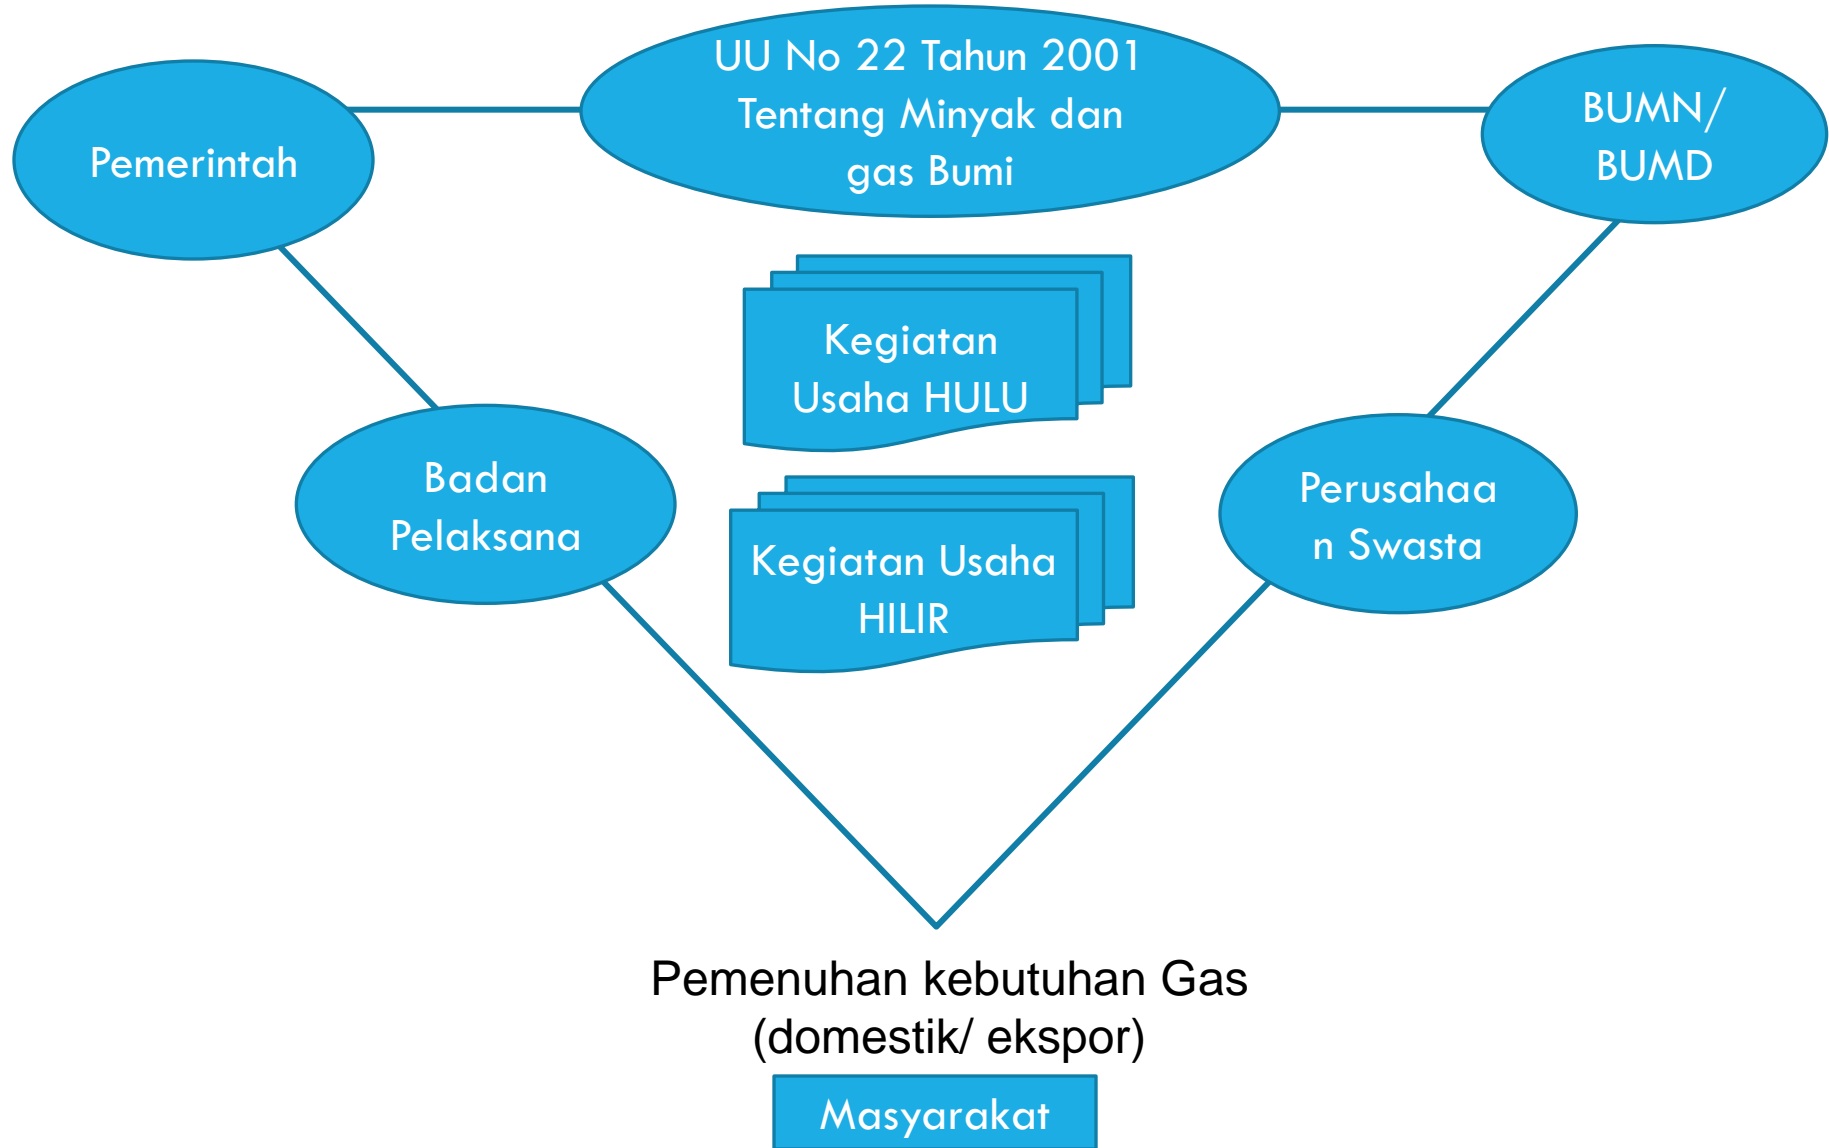 UU No 22 Tahun 2001
Tentang Minyak dan
gas Bumi
Pemerintah
BUMN/
BUMD
Kegiatan
Usaha HULU
Badan
Pelaksana
Kegiatan Usaha
HILIR
Perusahaa
n Swasta
Pemenuhan kebutuhan Gas
(domestik/ ekspor)
Masyarakat